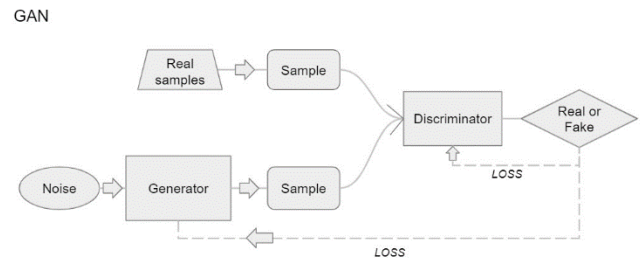 GAN
Real
samples
Sample
Discriminator
Real or
Fake
Noise
Generator
Sample
LOSS
LOSS